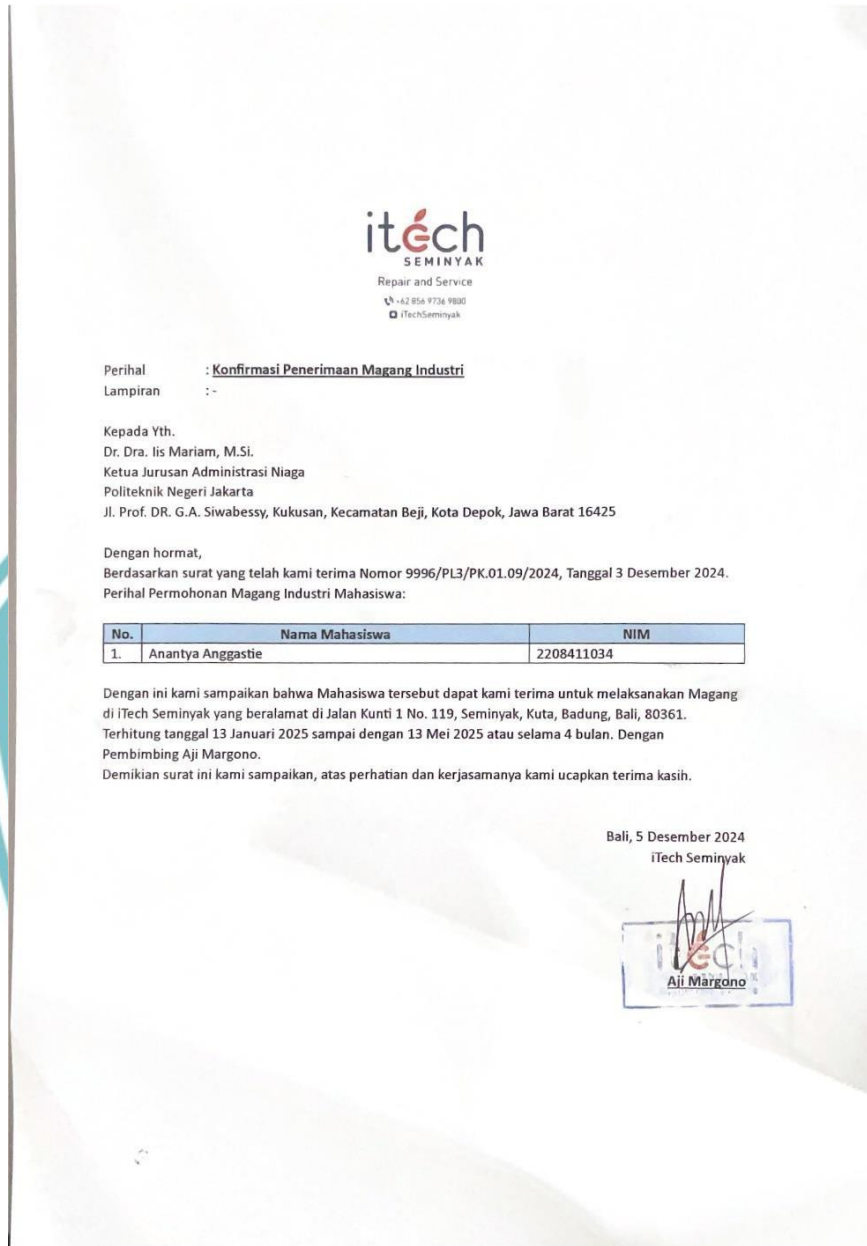 itech
SEMINYAK
Repair and Service
+62 856 9736 9800
iTechSeminyak
Perihal : Konfirmasi Penerimaan Magang Industri
Lampiran : -
Kepada Yth.
Dr. Dra. Iis Mariam, M.Si.
Ketua Jurusan Administrasi Niaga
Politeknik Negeri Jakarta
Jl. Prof. DR. G.A. Siwabessy, Kukusan, Kecamatan Beji, Kota Depok, Jawa Barat 16425
Dengan hormat,
Berdasarkan surat yang telah kami terima Nomor 9996/PL3/PK.01.09/2024, Tanggal 3 Desember 2024.
Perihal Permohonan Magang Industri Mahasiswa:
No. Nama Mahasiswa NIM
1. Anantya Anggastie 2208411034
Dengan ini kami sampaikan bahwa Mahasiswa tersebut dapat kami terima untuk melaksanakan Magang
di iTech Seminyak yang beralamat di Jalan Kunti 1 No. 119, Seminyak, Kuta, Badung, Bali, 80361.
Terhitung tanggal 13 Januari 2025 sampai dengan 13 Mei 2025 atau selama 4 bulan. Dengan
Pembimbing Aji Margono.
Demikian surat ini kami sampaikan, atas perhatian dan kerjasamanya kami ucapkan terima kasih.
Bali, 5 Desember 2024
iTech Seminyak
itech
Aji Margono